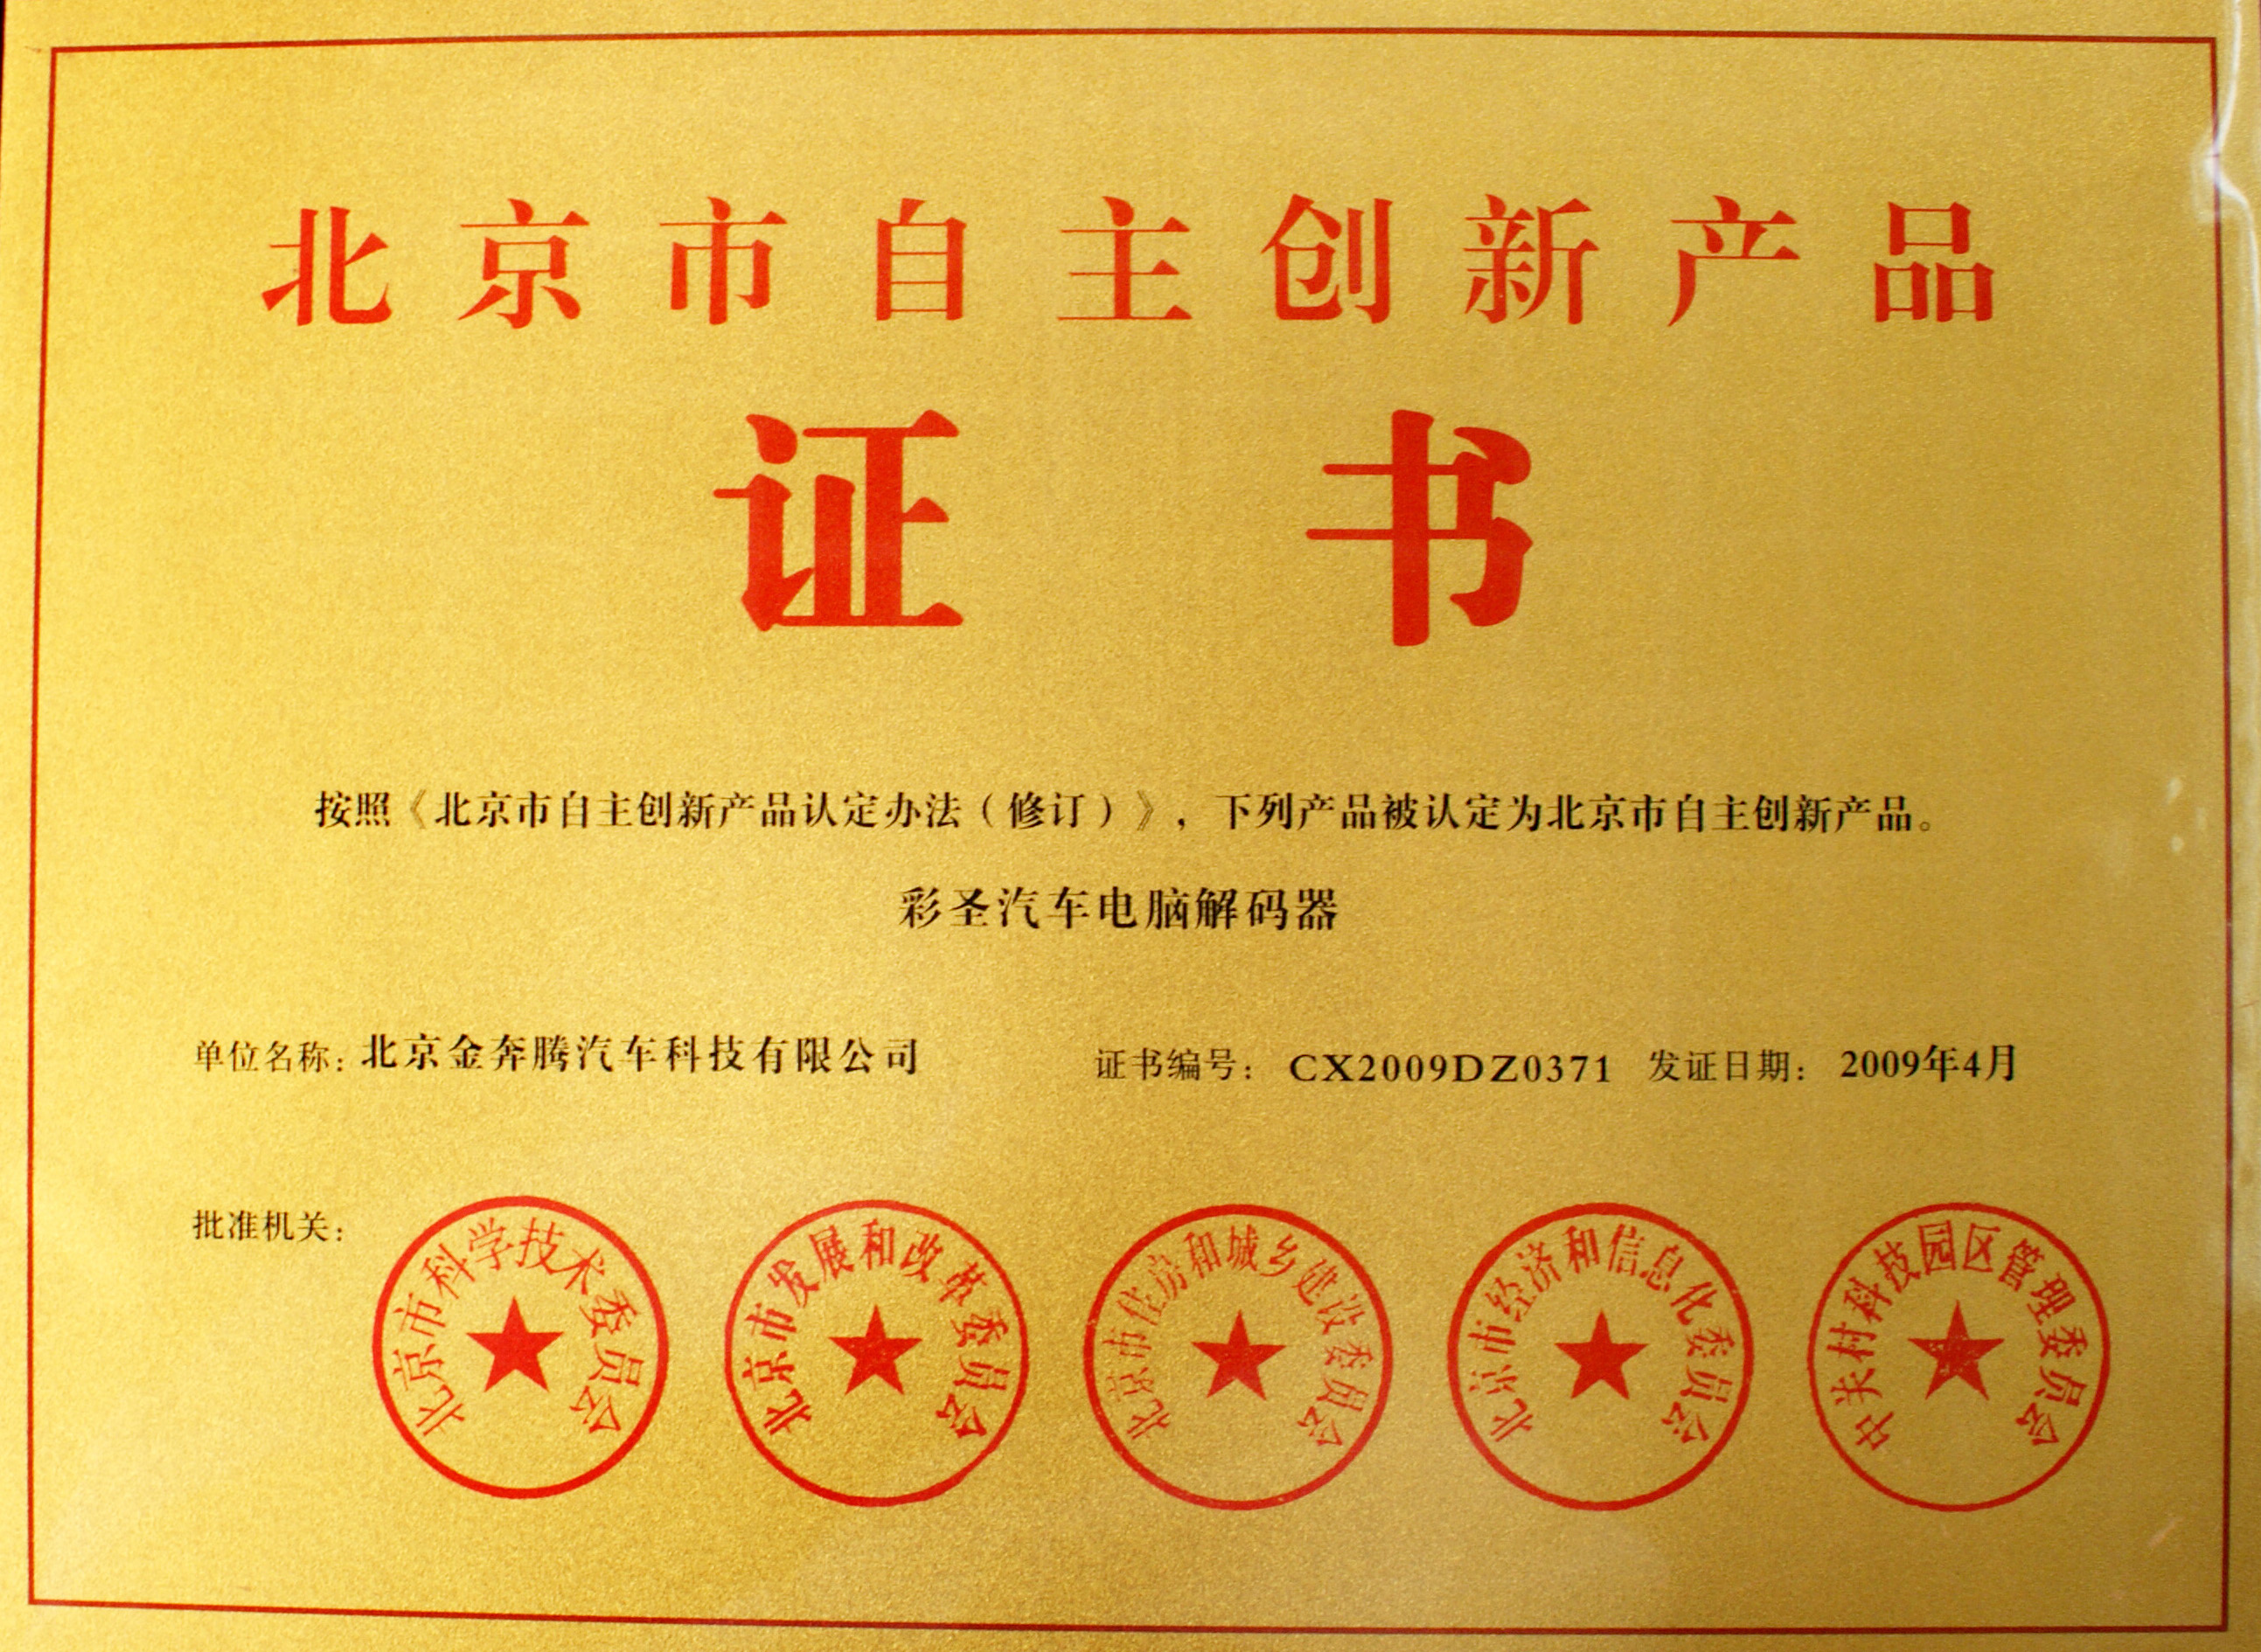 北京市自主创新产品
证书
按照《北京市自主创新产品认定办法（修订）》，下列产品被认定为北京市自主创新产品。
彩圣汽车电脑解码器
单位名称：北京金奔腾汽车科技有限公司 证书编号：CX2009DZ0371 发证日期：2009年4月
批准机关：
北京市科学技术委员会
北京市发展和改革委员会
北京市住房和城乡建设委员会
北京市经济和信息化委员会
中关村科技园区管理委员会